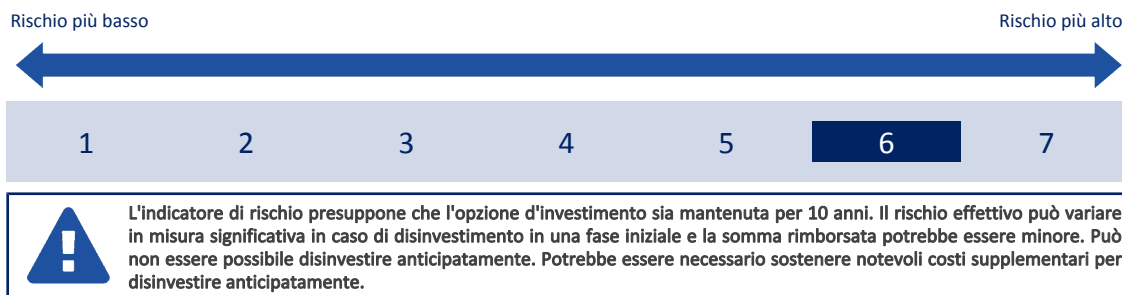 Rischio più basso Rischio più alto
1 2 3 4 5 6 7
L'indicatore di rischio presuppone che l'opzione d'investimento sia mantenuta per 10 anni. Il rischio effettivo può variare
in misura significativa in caso di disinvestimento in una fase iniziale e la somma rimborsata potrebbe essere minore. Può
non essere possibile disinvestire anticipatamente. Potrebbe essere necessario sostenere notevoli costi supplementari per
disinvestire anticipatamente.